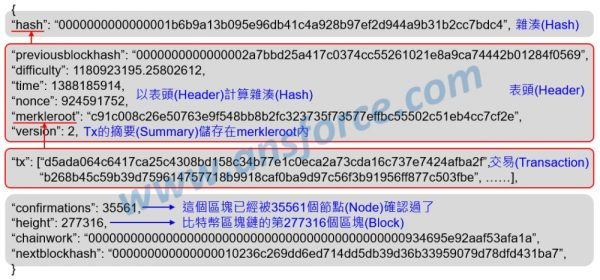 {
“hash”: “0000000000000001b6b9a13b095e96db41c4a928b97ef2d944a9b31b2cc7bdc4”, 雜湊(Hash)
“previousblockhash”: “0000000000000002a7bbd25a417c0374cc55261021e8a9ca74442b01284f0569”,
“difficulty”: 1180923195.25802612,
“time”: 1388185914, 表頭(Header)
“nonce”: 924591752, 以表頭(Header)計算雜湊(Hash)
“merkleroot”: “c91c008c26e50763e9f548bb8b2fc323735f73577effbc55502c51eb4cc7cf2e”,
“version”: 2, Tx的摘要(Summary)儲存在merkleroot內
“tx”: [“d5ada064c6417ca25c4308bd158c34b77e1c0eca2a73cda16c737e7424afba2f”,交易(Transaction)
“b268b45c59b39d759614757718b9918caf0ba9d97c56f3b91956ff877c503fbe”, ……],
“confirmations”: 35561, 這個區塊已經被35561個節點(Node)確認過了
“height”: 277316, 比特幣區塊鏈的第277316個區塊(Block)
“chainwork”: “000000000000000000000000000000000000000000000934695e92aaf53afa1a”,
“nextblockhash”: “000000000000000010236c269dd6ed714dd5db39d36b33959079d78dfd431ba7”,
}
www.ansforce.com